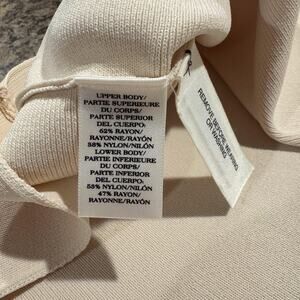 UPPER BODY/
PARTIE SUPERIEURE
DU CORPS/
PARTE SUPERIOR
DEL CUERPO:
62% RAYON/
RAYONNE/RAYÓN
38% NYLON/NILÓN
LOWER BODY/
PARTIE INFERIEURE
DU CORPS/
PARTE INFERIOR
DEL CUERPO:
53% NYLON/NILÓN
47% RAYON/
RAYONNE/RAYÓN
REMOVE BEFORE WEARING
OR WASHING